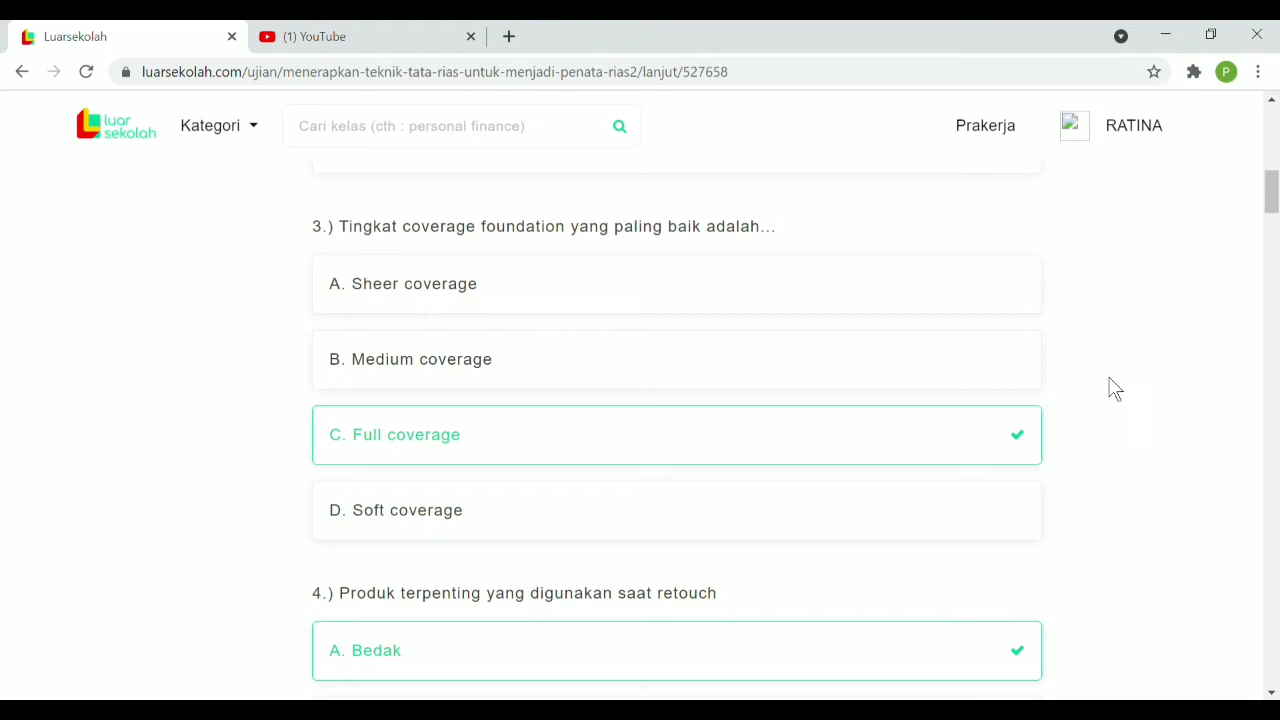 Luarsekolah
(1) YouTube
luarsekolah.com/ujian/menerapkan-teknik-tata-rias-untuk-menjadi-penata-rias2/lanjut/527658
P
luar
sekolah
Kategori
Cari kelas (cth : personal finance)
Prakerja
RATINA
3.) Tingkat coverage foundation yang paling baik adalah...
A. Sheer coverage
B. Medium coverage
C. Full coverage
D. Soft coverage
4.) Produk terpenting yang digunakan saat retouch
A. Bedak